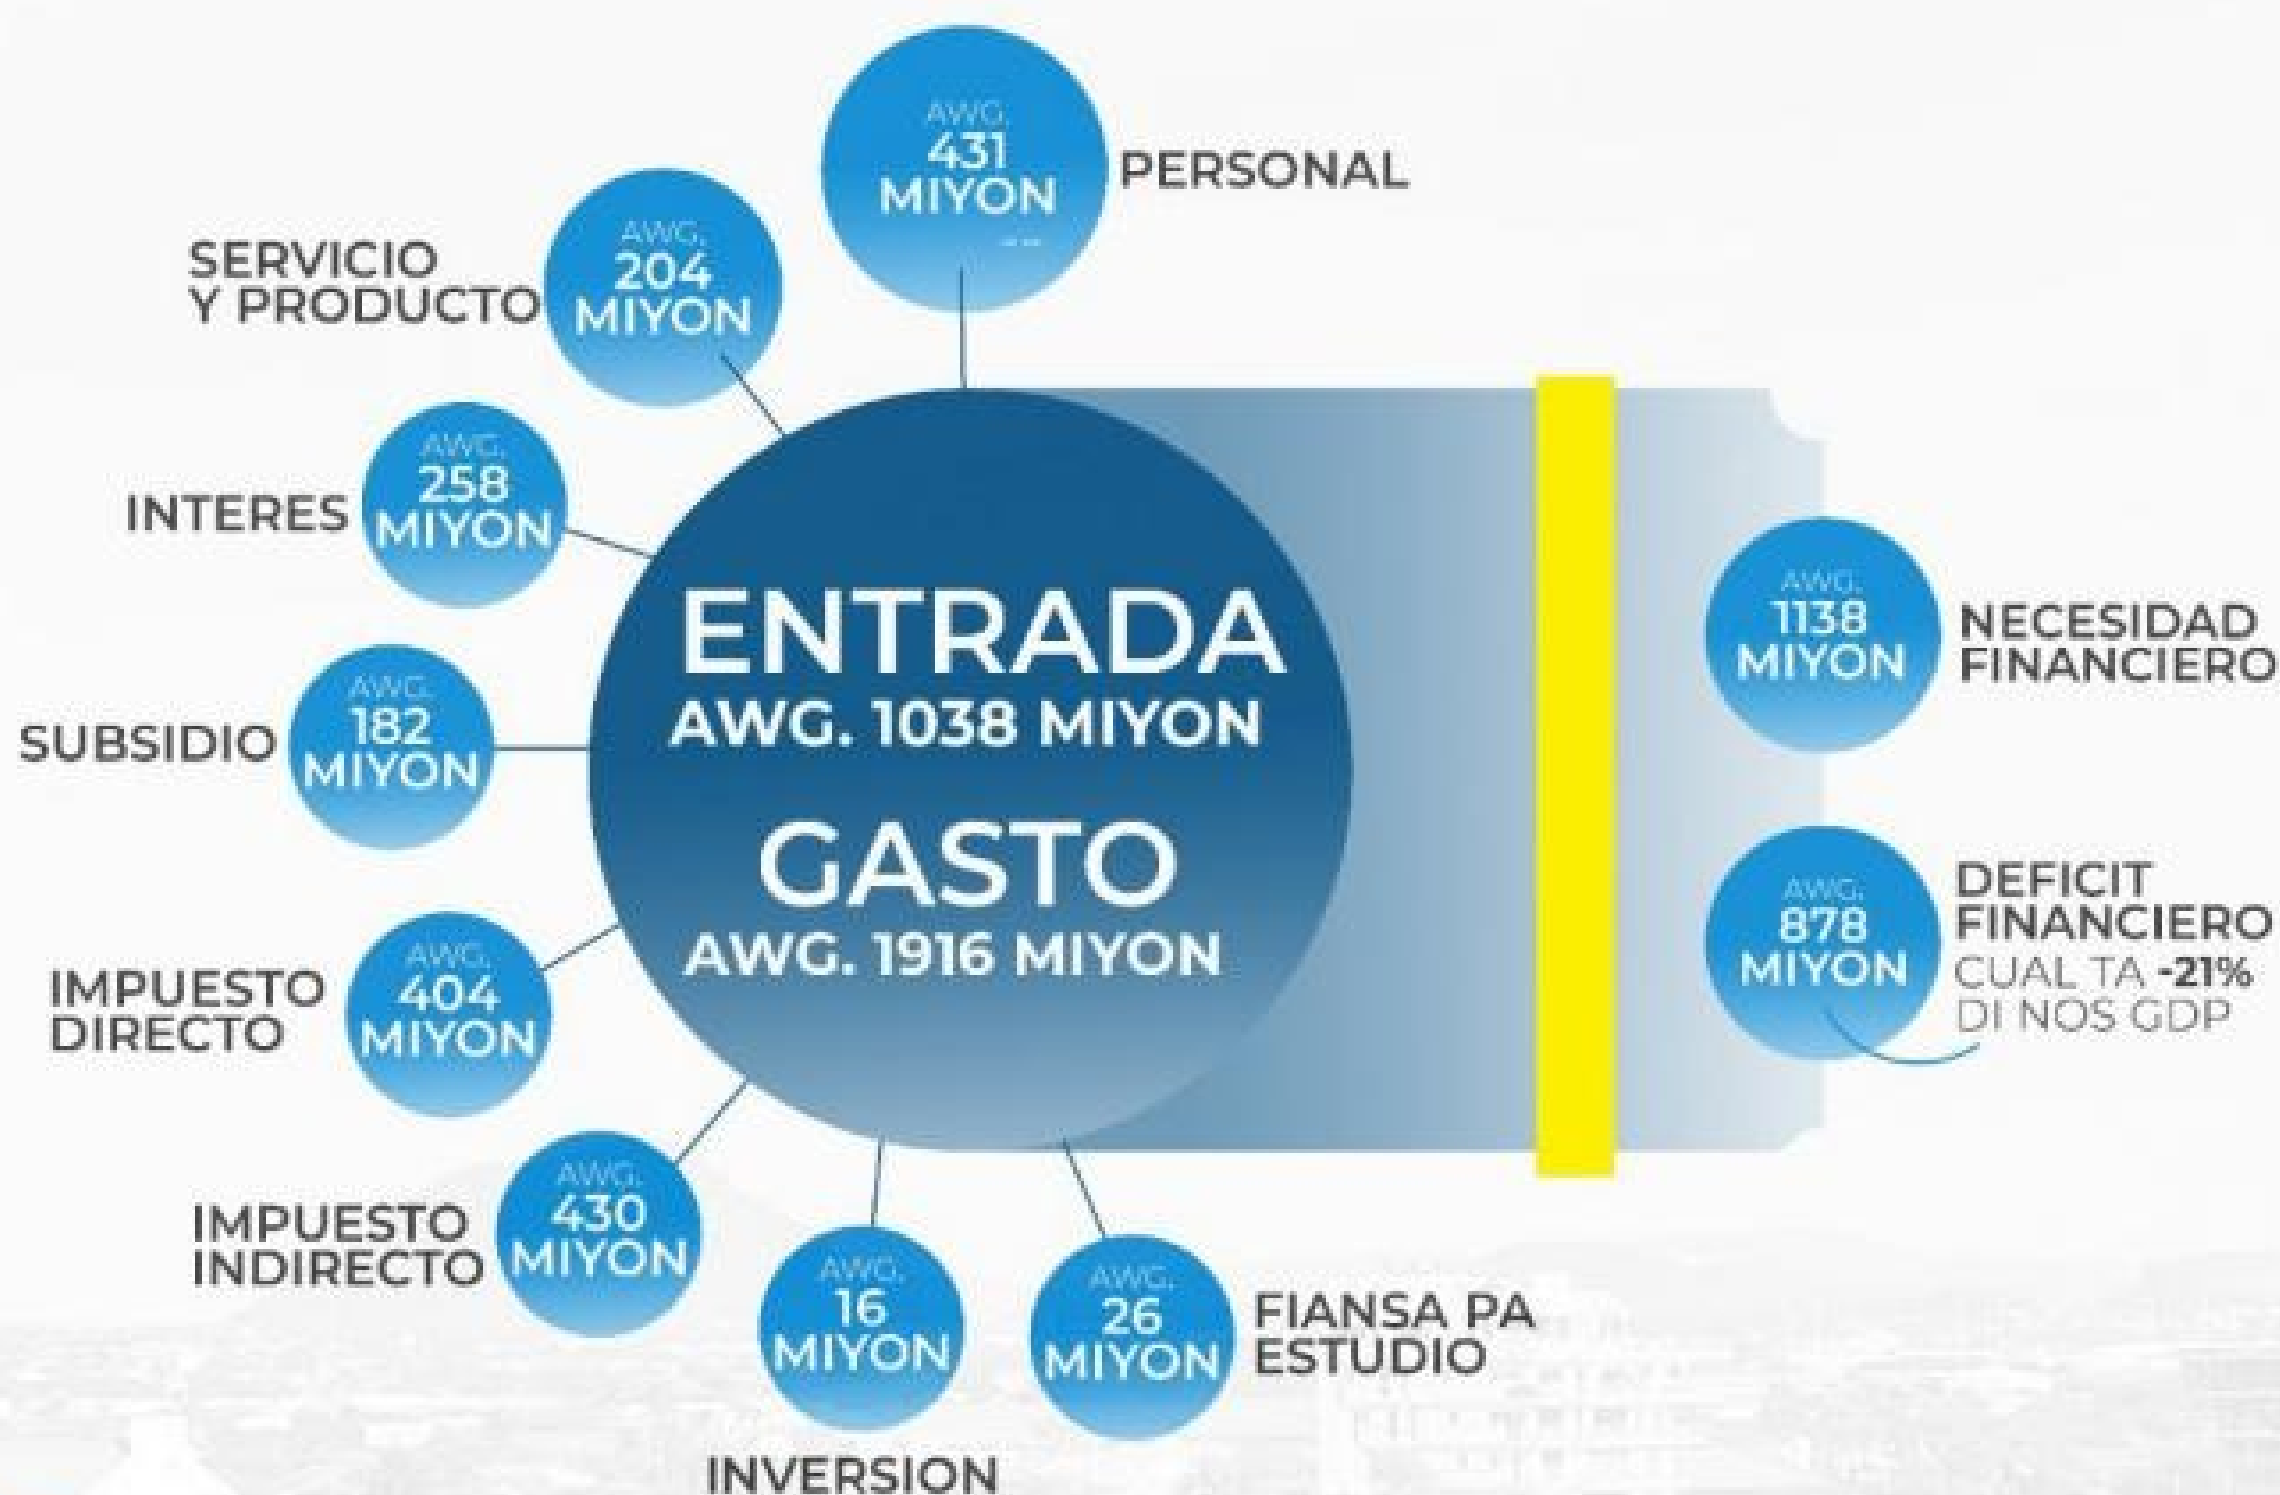 AWG.
431
MIYON
PERSONAL
SERVICIO
Y PRODUCTO
AWG.
204
MIYON
INTERES
AWG.
258
MIYON
SUBSIDIO
AWG.
182
MIYON
IMPUESTO
DIRECTO
AWG.
404
MIYON
IMPUESTO
INDIRECTO
AWG.
430
MIYON
AWG.
16
MIYON
INVERSION
AWG.
26
MIYON
FIANSA PA
ESTUDIO
ENTRADA
AWG. 1038 MIYON
GASTO
AWG. 1916 MIYON
AWG.
1138
MIYON
NECESIDAD
FINANCIERO
AWG.
878
MIYON
DEFICIT
FINANCIERO
CUAL TA -21%
DI NOS GDP